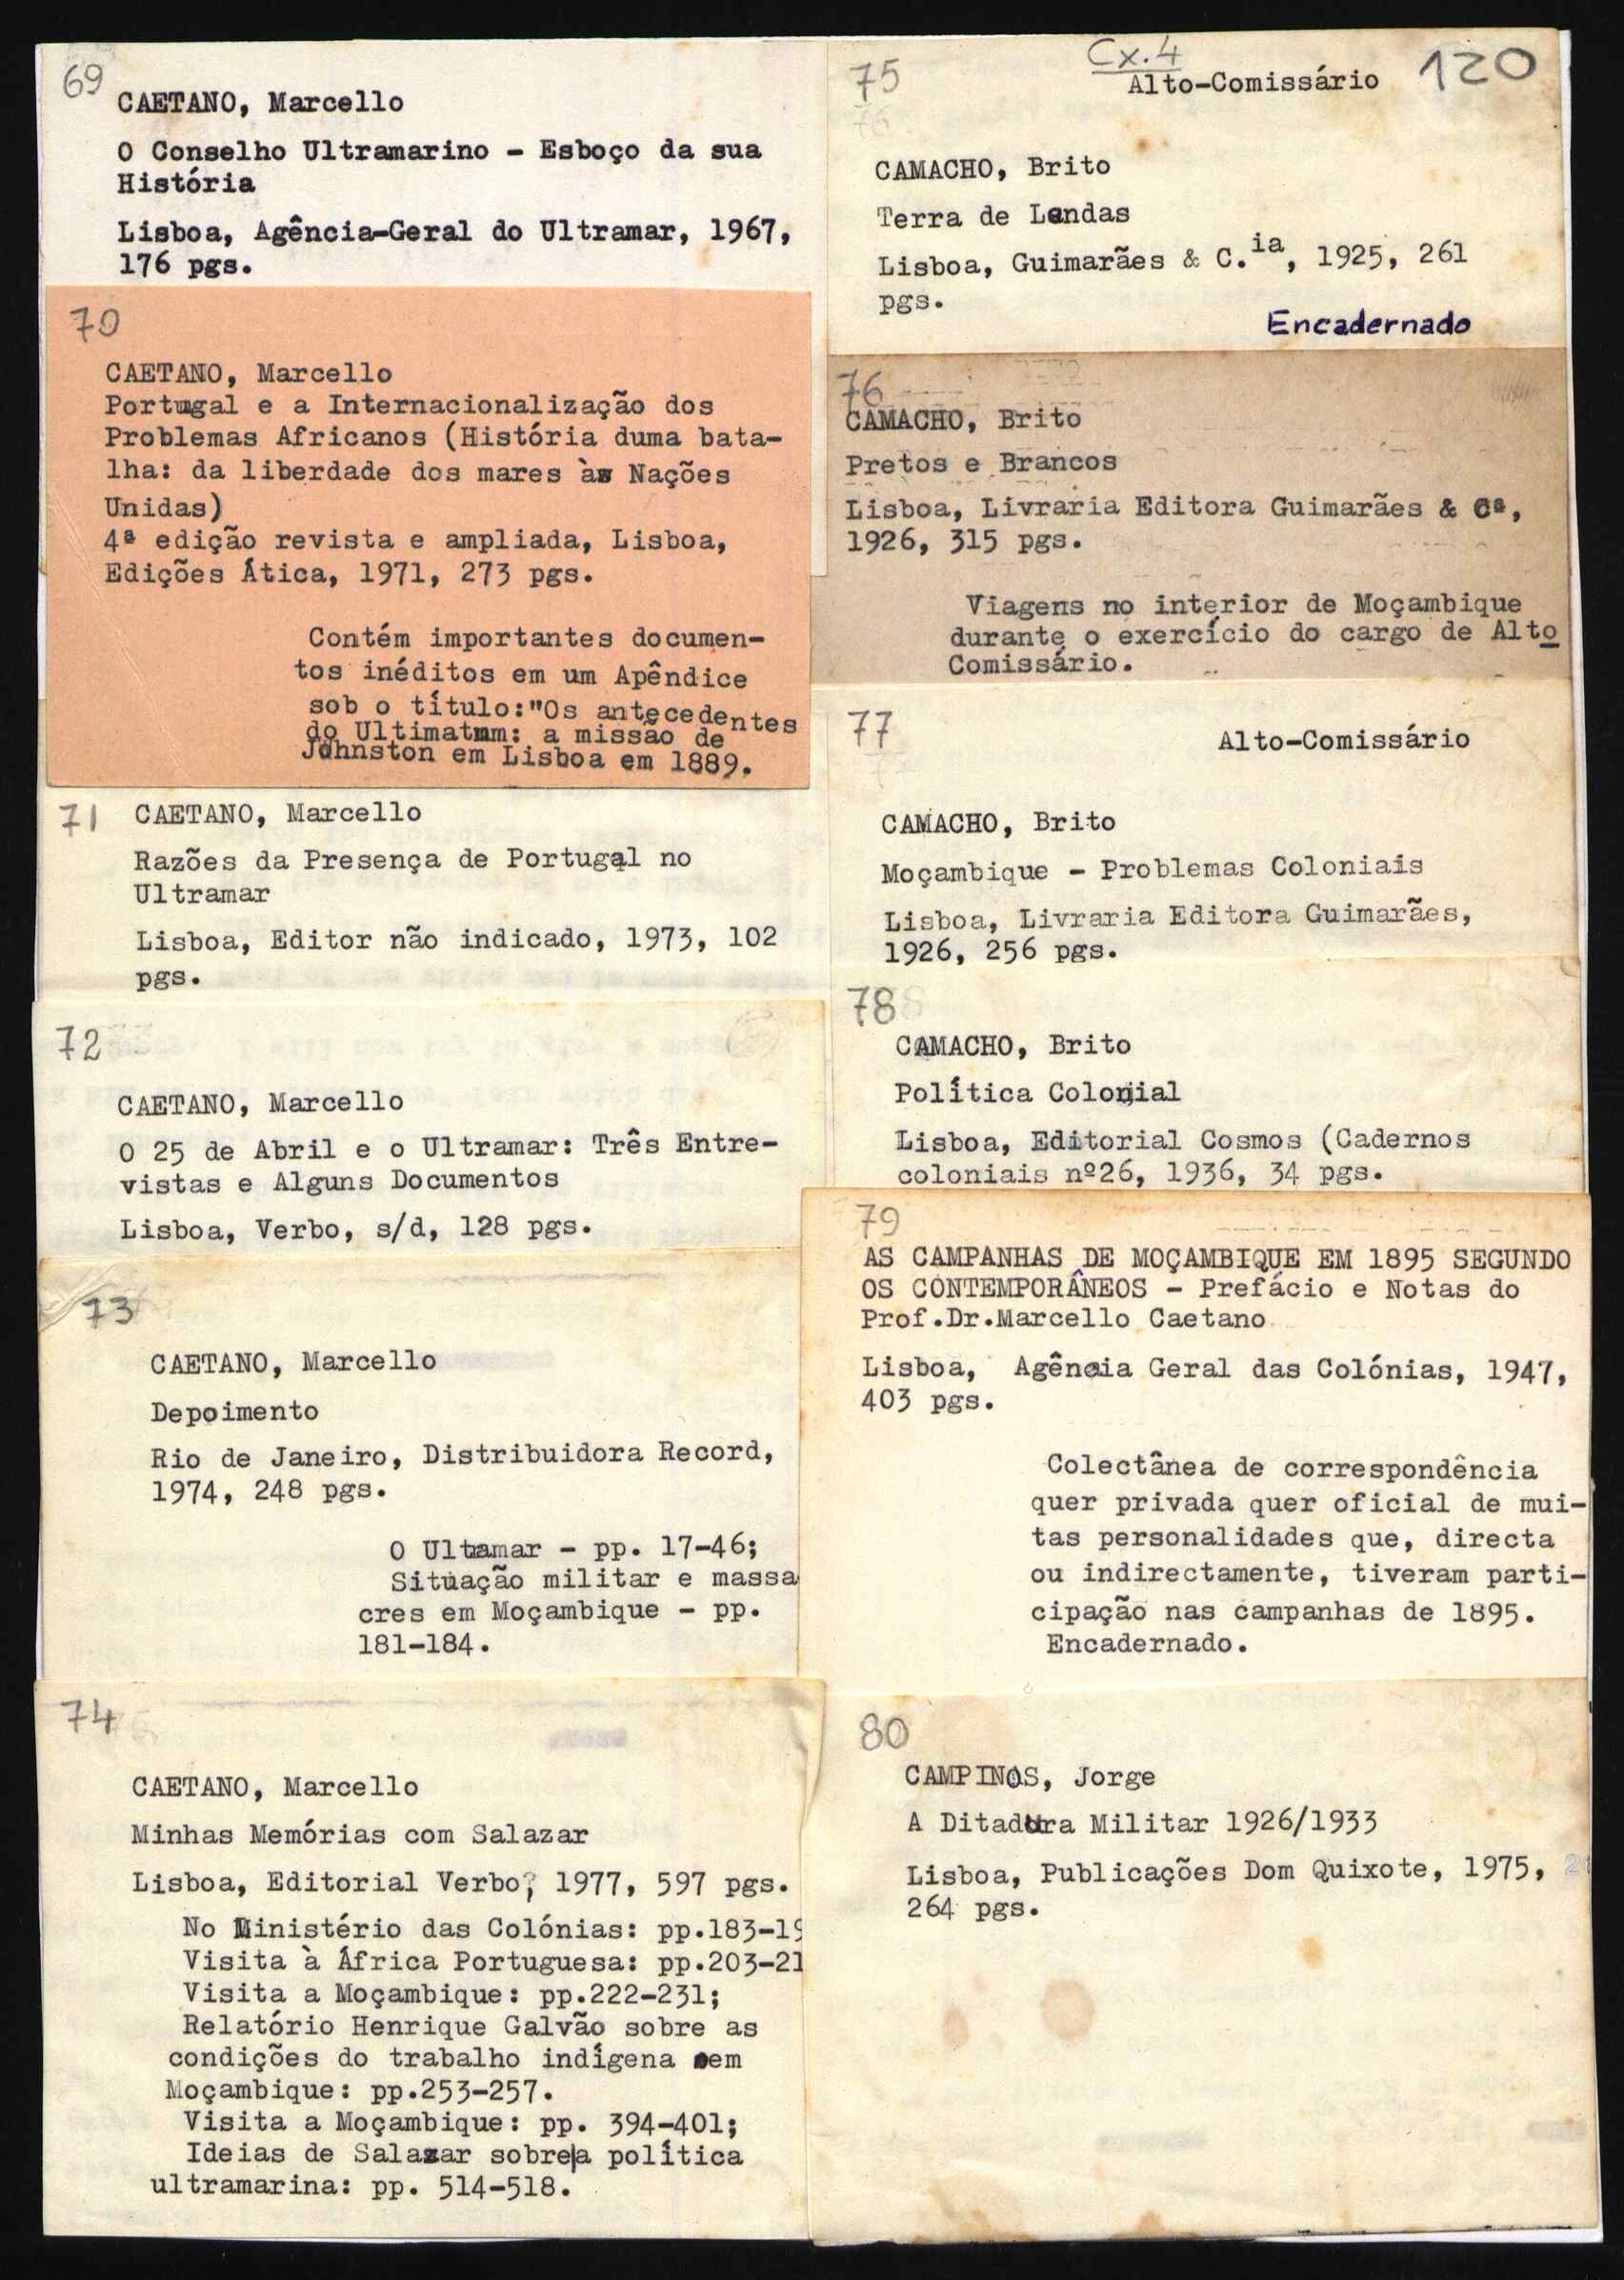 69
CAETANO, Marcello
O Conselho Ultramarino - Esboço da sua
História
Lisboa, Agência-Geral do Ultramar, 1967,
176 pgs.
70
CAETANO, Marcello
Portugal e a Internacionalização dos
Problemas Africanos (História duma bata-
lha: da liberdade dos mares às Nações
Unidas)
4ª edição revista e ampliada, Lisboa,
Edições Ática, 1971, 273 pgs.
Contém importantes documen-
tos inéditos em um Apêndice
sob o título:"Os antecedentes
do Ultimatum: a missão de
Johnston em Lisboa em 1889.
71
CAETANO, Marcello
Razões da Presença de Portugal no
Ultramar
Lisboa, Editor não indicado, 1973, 102
pgs.
72
CAETANO, Marcello
O 25 de Abril e o Ultramar: Três Entre-
vistas e Alguns Documentos
Lisboa, Verbo, s/d, 128 pgs.
73
CAETANO, Marcello
Depoimento
Rio de Janeiro, Distribuidora Record,
1974, 248 pgs.
O Ultramar - pp. 17-46;
Situação militar e massa
cres em Moçambique - pp.
181-184.
74
CAETANO, Marcello
Minhas Memórias com Salazar
Lisboa, Editorial Verbo, 1977, 597 pgs.
No Ministério das Colónias: pp.183-19
Visita à África Portuguesa: pp.203-21
Visita a Moçambique: pp.222-231;
Relatório Henrique Galvão sobre as
condições do trabalho indígena em
Moçambique: pp.253-257.
Visita a Moçambique: pp. 394-401;
Ideias de Salazar sobre|a política
ultramarina: pp. 514-518.
75
Cx.4
120
Alto-Comissário
76
CAMACHO, Brito
Terra de Lendas
Lisboa, Guimarães & C.ia, 1925, 261
pgs.
Encadernado
76
CAMACHO, Brito
Pretos e Brancos
Lisboa, Livraria Editora Guimarães & Cª,
1926, 315 pgs.
Viagens no interior de Moçambique
durante o exercício do cargo de Alto
Comissário.
77
Alto-Comissário
CAMACHO, Brito
Moçambique - Problemas Coloniais
Lisboa, Livraria Editora Guimarães,
1926, 256 pgs.
78
CAMACHO, Brito
Política Colonial
Lisboa, Editorial Cosmos (Cadernos
coloniais nº26, 1936, 34 pgs.
79
AS CAMPANHAS DE MOÇAMBIQUE EM 1895 SEGUNDO
OS CONTEMPORÂNEOS - Prefácio e Notas do
Prof.Dr.Marcello Caetano
Lisboa, Agência Geral das Colónias, 1947,
403 pgs.
Colectânea de correspondência
quer privada quer oficial de mui-
tas personalidades que, directa
ou indirectamente, tiveram parti-
cipação nas campanhas de 1895.
Encadernado.
80
CAMPINOS, Jorge
A Ditadura Militar 1926/1933
Lisboa, Publicações Dom Quixote, 1975,
264 pgs.